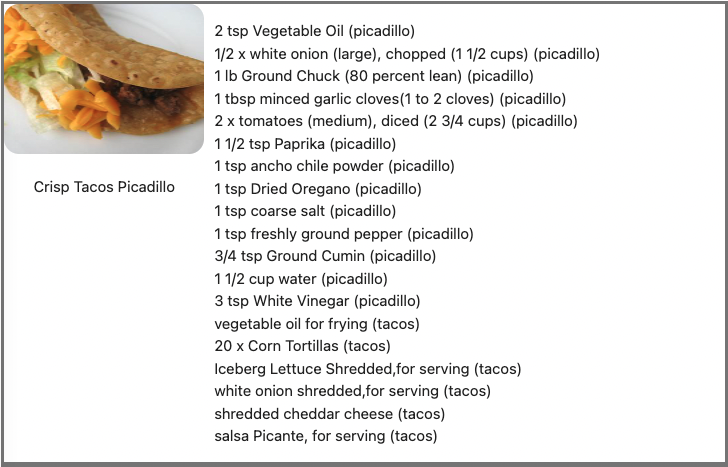 2 tsp Vegetable Oil (picadillo)
1/2 x white onion (large), chopped (1 1/2 cups) (picadillo)
1 lb Ground Chuck (80 percent lean) (picadillo)
1 tbsp minced garlic cloves(1 to 2 cloves) (picadillo)
2 x tomatoes (medium), diced (2 3/4 cups) (picadillo)
1 1/2 tsp Paprika (picadillo)
1 tsp ancho chile powder (picadillo)
1 tsp Dried Oregano (picadillo)
1 tsp coarse salt (picadillo)
1 tsp freshly ground pepper (picadillo)
3/4 tsp Ground Cumin (picadillo)
1 1/2 cup water (picadillo)
3 tsp White Vinegar (picadillo)
vegetable oil for frying (tacos)
20 x Corn Tortillas (tacos)
Iceberg Lettuce Shredded,for serving (tacos)
white onion shredded,for serving (tacos)
shredded cheddar cheese (tacos)
salsa Picante, for serving (tacos)
Crisp Tacos Picadillo